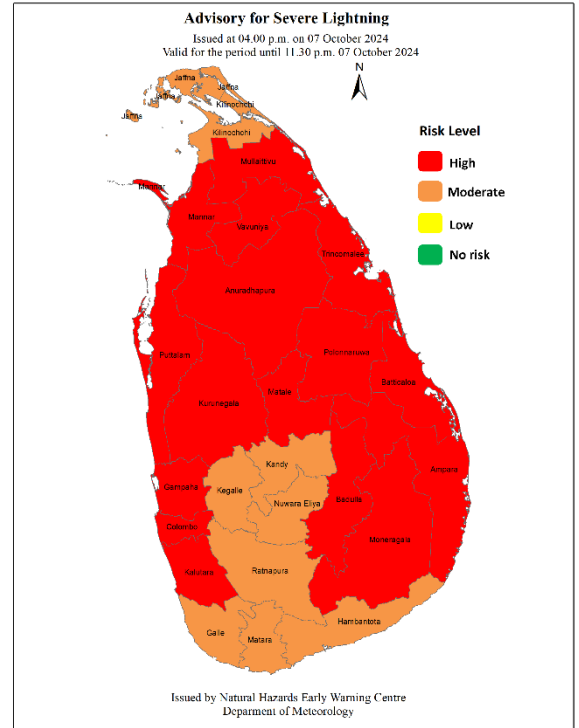 Advisory for Severe Lightning
Issued at 04.00 p.m. on 07 October 2024
Valid for the period until 11.30 p.m. 07 October 2024
N
Jaffna
Jaffna
Jaffna
Jaffna
Kilinochchi
Kilinochchi
Risk Level
High
Moderate
Low
No risk
Mullaitivu
Mannar
Mannar
Vavuniya
Trincomalee
Anuradhapura
Puttalam
Polonnaruwa
Batticaloa
Matale
Kurunegala
Kandy
Ampara
Gampaha
Kegalle
Nuwara Eliya
Badulla
Colombo
Moneragala
Kalutara
Ratnapura
Hambantota
Galle
Matara
Issued by Natural Hazards Early Warning Centre
Deparment of Meteorology